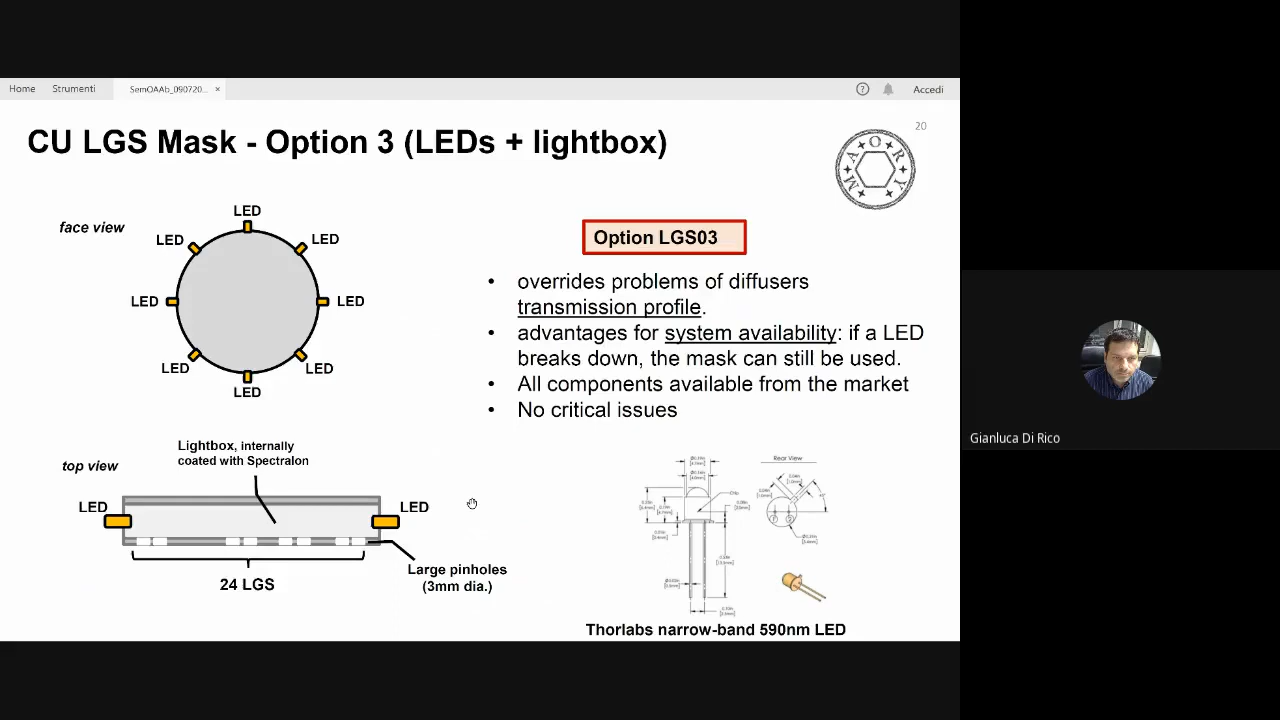 Home
Strumenti
SemOAAb_090720...
×
?
Accedi
CU LGS Mask - Option 3 (LEDs + lightbox)
20
MAORY
face view
LED
LED
LED
LED
LED
LED
LED
LED
Option LGS03
• overrides problems of diffusers
transmission profile.
• advantages for system availability: if a LED
breaks down, the mask can still be used.
• All components available from the market
• No critical issues
Lightbox, internally
coated with Spectralon
top view
LED
LED
Large pinholes
(3mm dia.)
24 LGS
Rear View
Thorlabs narrow-band 590nm LED
Gianluca Di Rico